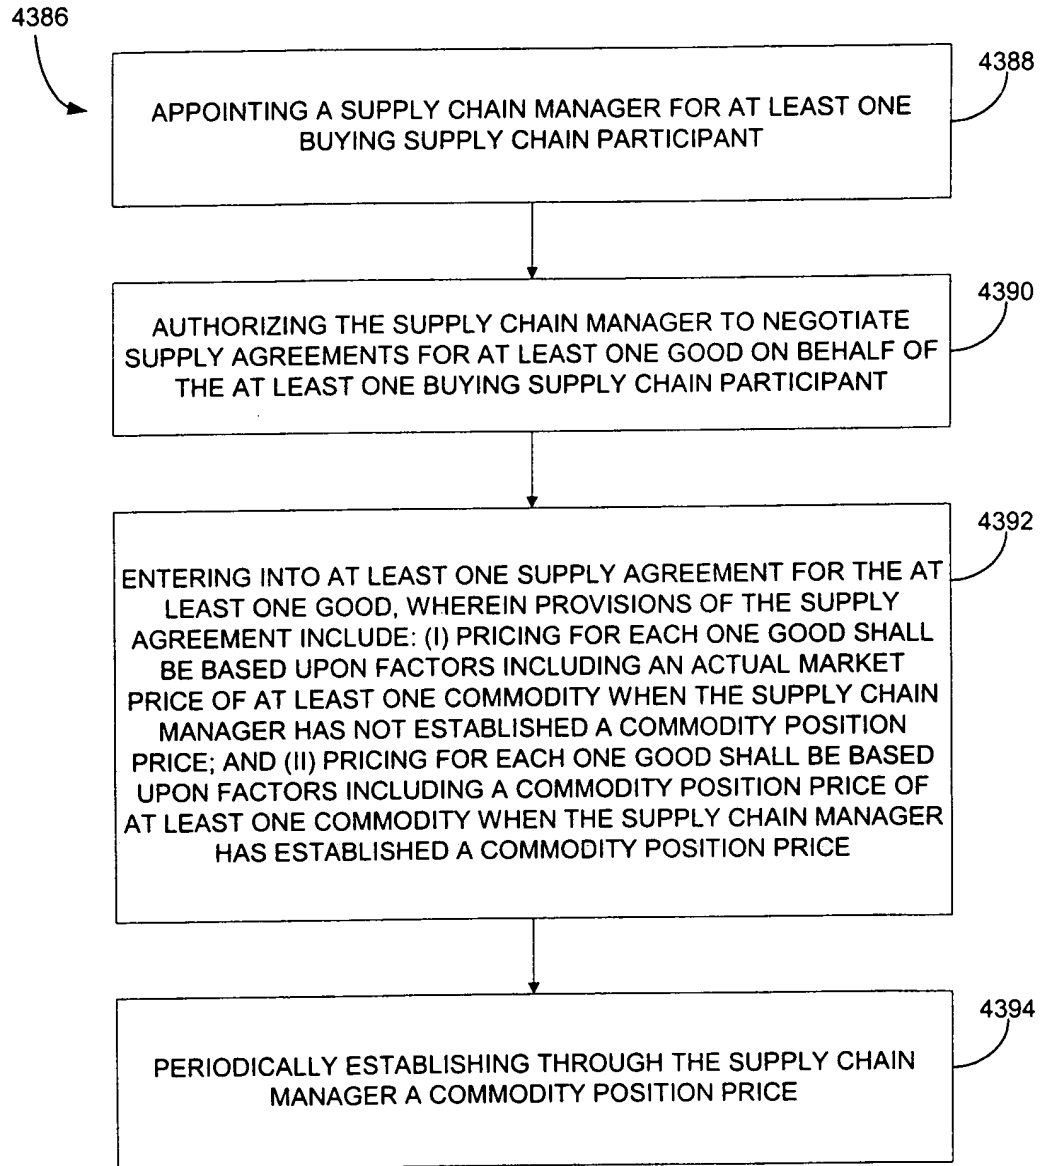 4386
4388
APPOINTING A SUPPLY CHAIN MANAGER FOR AT LEAST ONE
BUYING SUPPLY CHAIN PARTICIPANT
4390
AUTHORIZING THE SUPPLY CHAIN MANAGER TO NEGOTIATE
SUPPLY AGREEMENTS FOR AT LEAST ONE GOOD ON BEHALF OF
THE AT LEAST ONE BUYING SUPPLY CHAIN PARTICIPANT
4392
ENTERING INTO AT LEAST ONE SUPPLY AGREEMENT FOR THE AT
LEAST ONE GOOD, WHEREIN PROVISIONS OF THE SUPPLY
AGREEMENT INCLUDE: (I) PRICING FOR EACH ONE GOOD SHALL
BE BASED UPON FACTORS INCLUDING AN ACTUAL MARKET
PRICE OF AT LEAST ONE COMMODITY WHEN THE SUPPLY CHAIN
MANAGER HAS NOT ESTABLISHED A COMMODITY POSITION
PRICE; AND (II) PRICING FOR EACH ONE GOOD SHALL BE BASED
UPON FACTORS INCLUDING A COMMODITY POSITION PRICE OF
AT LEAST ONE COMMODITY WHEN THE SUPPLY CHAIN MANAGER
HAS ESTABLISHED A COMMODITY POSITION PRICE
4394
PERIODICALLY ESTABLISHING THROUGH THE SUPPLY CHAIN
MANAGER A COMMODITY POSITION PRICE